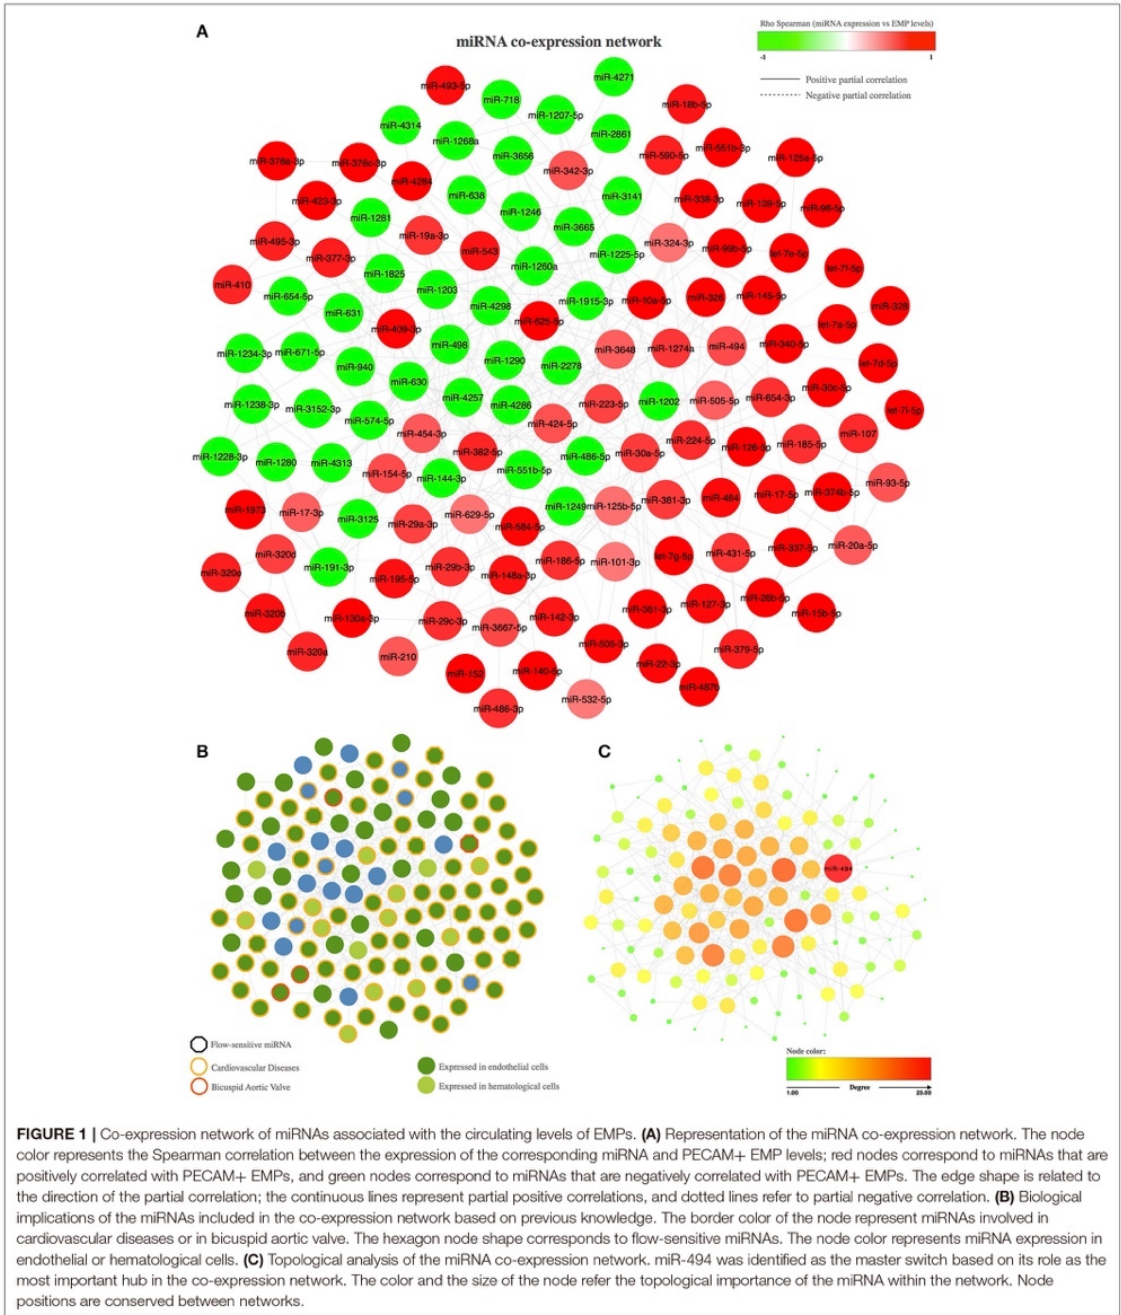 A
miRNA co-expression network
Rho Spearman (miRNA expression vs EMP levels)
-1 1
Positive partial correlation
Negative partial correlation
miR-4271
miR-493-5p
miR-718
miR-18b-5p
miR-1207-5p
miR-4314
miR-2861
miR-1268a
miR-551b-3p
miR-590-5p
miR-3656
miR-125a-5p
miR-376a-3p
miR-376c-3p
miR-342-3p
miR-4284
miR-638
miR-3141
miR-338-3p
miR-423-3p
miR-139-5p
miR-98-5p
miR-1246
miR-1281
miR-3665
miR-19a-3p
miR-495-3p
miR-324-3p
miR-99b-5p
miR-543
let-7e-5p
miR-1225-5p
miR-377-3p
miR-1260a
let-7f-5p
miR-1825
miR-410
miR-1203
miR-654-5p
miR-145-5p
miR-326
miR-10a-5p
miR-1915-3p
miR-4298
miR-328
miR-631
miR-625-5p
let-7a-5p
miR-409-3p
miR-498
miR-340-5p
miR-494
miR-1274a
miR-3648
miR-671-5p
miR-1234-3p
miR-1290
let-7d-5p
miR-2278
miR-940
miR-630
miR-30c-5p
miR-4257
miR-654-3p
miR-505-5p
miR-1202
miR-223-5p
miR-1238-3p
miR-4286
miR-3152-3p
let-7i-5p
miR-574-5p
miR-424-5p
miR-454-3p
miR-107
miR-224-5p
miR-185-5p
miR-126-5p
miR-382-5p
miR-30a-5p
miR-486-5p
miR-1228-3p
miR-1280
miR-4313
miR-551b-5p
miR-154-5p
miR-144-3p
miR-93-5p
miR-374b-5p
miR-17-5p
miR-484
miR-381-3p
miR-125b-5p
miR-1249
miR-1973
miR-17-3p
miR-629-5p
miR-3125
miR-29a-3p
miR-584-5p
miR-20a-5p
miR-337-5p
miR-431-5p
let-7g-5p
miR-320d
miR-186-5p
miR-101-3p
miR-191-3p
miR-29b-3p
miR-320e
miR-148a-3p
miR-195-5p
miR-26b-5p
miR-127-3p
miR-361-3p
miR-15b-5p
miR-320b
miR-142-3p
miR-130a-3p
miR-29c-3p
miR-3667-5p
miR-505-3p
miR-379-5p
miR-320a
miR-210
miR-22-3p
miR-140-5p
miR-152
miR-487b
miR-532-5p
miR-486-3p
B
C
miR-494
Flow-sensitive miRNA
Cardiovascular Diseases
Bicuspid Aortic Valve
Expressed in endothelial cells
Expressed in hematological cells
Node color:
Degree
1.00 23.00
FIGURE 1 | Co-expression network of miRNAs associated with the circulating levels of EMPs. (A) Representation of the miRNA co-expression network. The node
color represents the Spearman correlation between the expression of the corresponding miRNA and PECAM+ EMP levels; red nodes correspond to miRNAs that are
positively correlated with PECAM+ EMPs, and green nodes correspond to miRNAs that are negatively correlated with PECAM+ EMPs. The edge shape is related to
the direction of the partial correlation; the continuous lines represent partial positive correlations, and dotted lines refer to partial negative correlation. (B) Biological
implications of the miRNAs included in the co-expression network based on previous knowledge. The border color of the node represent miRNAs involved in
cardiovascular diseases or in bicuspid aortic valve. The hexagon node shape corresponds to flow-sensitive miRNAs. The node color represents miRNA expression in
endothelial or hematological cells. (C) Topological analysis of the miRNA co-expression network. miR-494 was identified as the master switch based on its role as the
most important hub in the co-expression network. The color and the size of the node refer the topological importance of the miRNA within the network. Node
positions are conserved between networks.